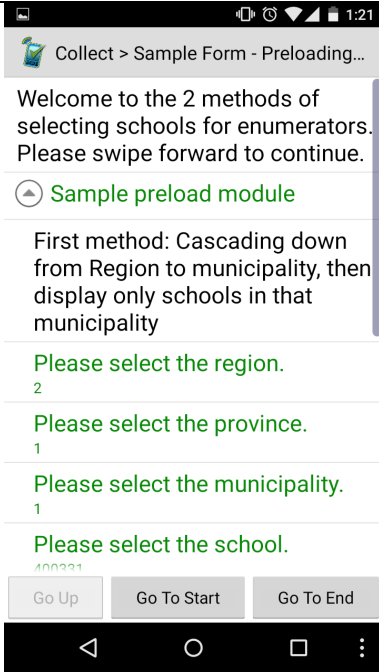 1:21
Collect > Sample Form - Preloading...
Welcome to the 2 methods of
selecting schools for enumerators.
Please swipe forward to continue.
Sample preload module
First method: Cascading down
from Region to municipality, then
display only schools in that
municipality
Please select the region.
2
Please select the province.
1
Please select the municipality.
1
Please select the school.
400331
Go Up
Go To Start
Go To End